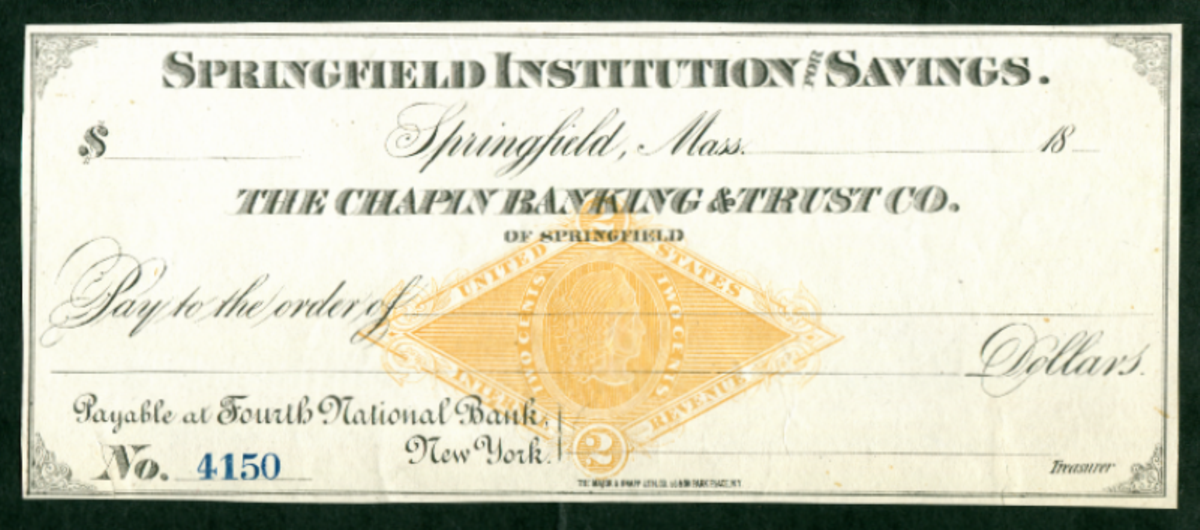 SPRINGFIELD INSTITUTION FOR SAVINGS.
$ Springfield, Mass. 18
THE CHAPIN BANKING & TRUST CO.
OF SPRINGFIELD
2
UNITED STATES
TWO CENTS TWO CENTS
Pay to the order of
Dollars.
INTER REVENUE
Payable at Fourth National Bank,
New York.
2
No. 4150
Treasurer